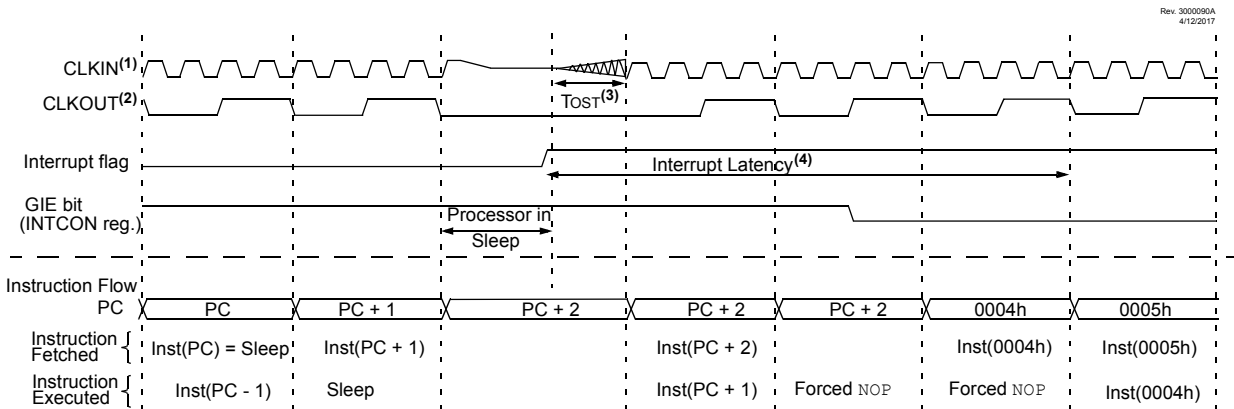 Rev. 3000090A
4/12/2017
CLKIN(1)
TOST(3)
CLKOUT(2)
Interrupt flag
Interrupt Latency(4)
GIE bit
(INTCON reg.)
Processor in
Sleep
Instruction Flow
PC PC PC + 1 PC + 2 PC + 2 PC + 2 0004h 0005h
Instruction
Fetched { Inst(PC) = Sleep Inst(PC + 1) Inst(PC + 2) Inst(0004h) Inst(0005h)
Instruction
Executed { Inst(PC - 1) Sleep Inst(PC + 1) Forced NOP Forced NOP Inst(0004h)